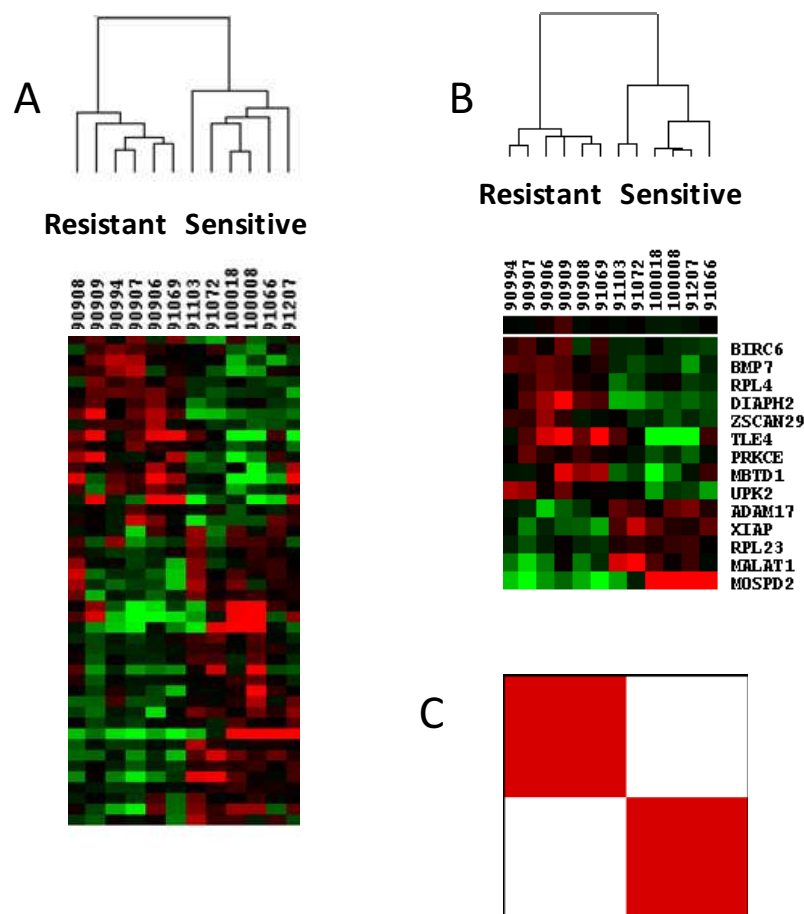 A
Resistant Sensitive
90908
90909
90994
90907
90906
91069
91103
91072
100018
100008
91066
91207
B
Resistant Sensitive
90994
90907
90906
90909
90908
91069
91103
91072
100018
100008
91207
91066
BIRC6
BMP7
RPL4
DIAPH2
ZSCAN29
TLE4
PRKCE
MBTD1
UPK2
ADAM17
XIAP
RPL23
MALAT1
MOSPD2
C